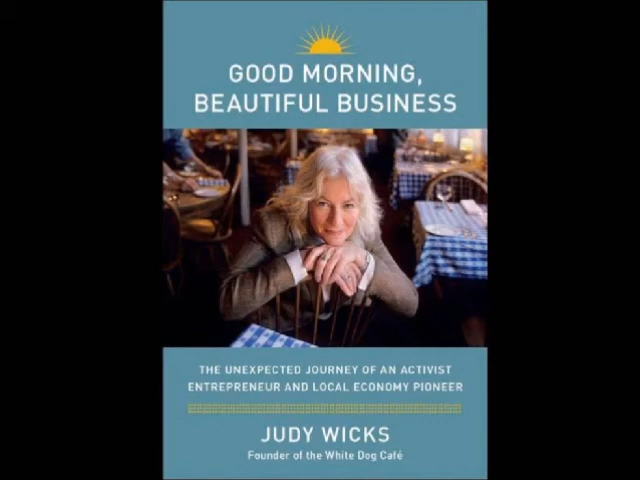 GOOD MORNING,
BEAUTIFUL BUSINESS
THE UNEXPECTED JOURNEY OF AN ACTIVIST
ENTREPRENEUR AND LOCAL ECONOMY PIONEER
JUDY WICKS
Founder of the White Dog Café